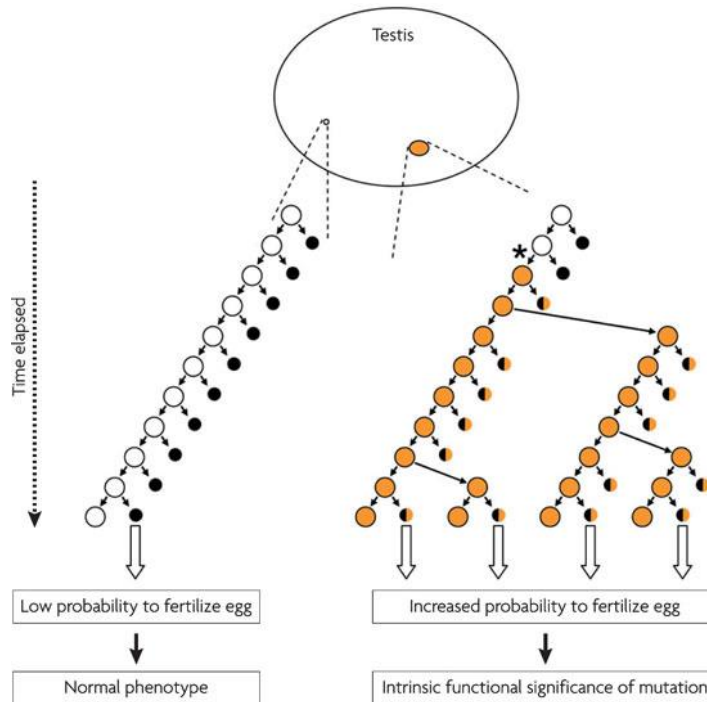 Testis
*
Time elapsed
Low probability to fertilize egg
Increased probability to fertilize egg
Normal phenotype
Intrinsic functional significance of mutation